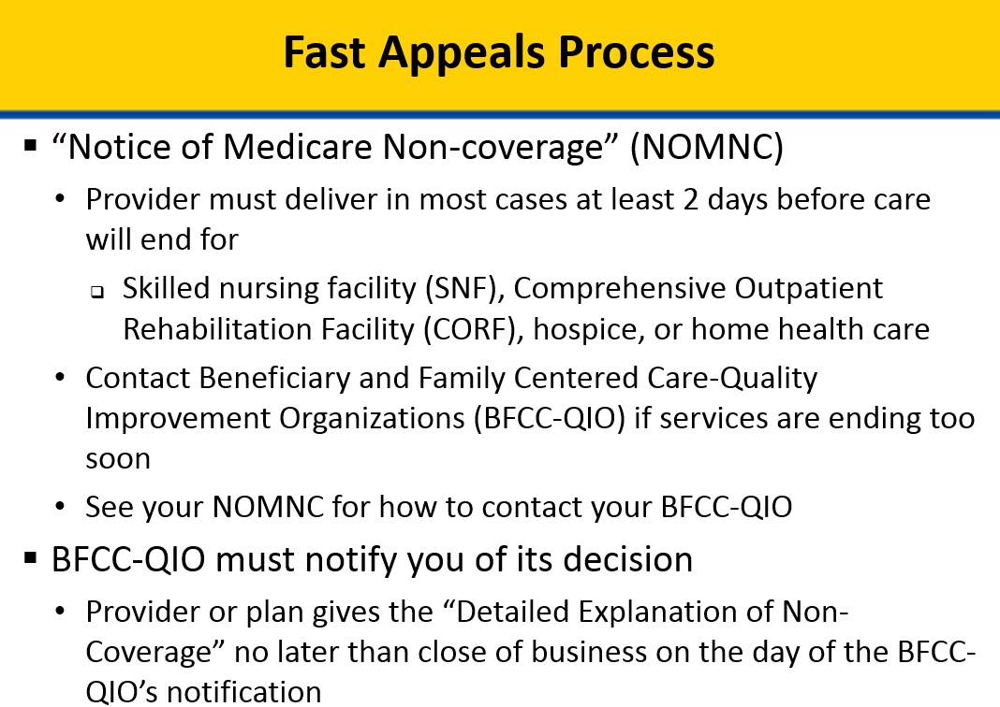 Fast Appeals Process
▪ “Notice of Medicare Non-coverage” (NOMNC)
• Provider must deliver in most cases at least 2 days before care
will end for
❑ Skilled nursing facility (SNF), Comprehensive Outpatient
Rehabilitation Facility (CORF), hospice, or home health care
• Contact Beneficiary and Family Centered Care-Quality
Improvement Organizations (BFCC-QIO) if services are ending too
soon
• See your NOMNC for how to contact your BFCC-QIO
▪ BFCC-QIO must notify you of its decision
• Provider or plan gives the “Detailed Explanation of Non-
Coverage” no later than close of business on the day of the BFCC-
QIO’s notification